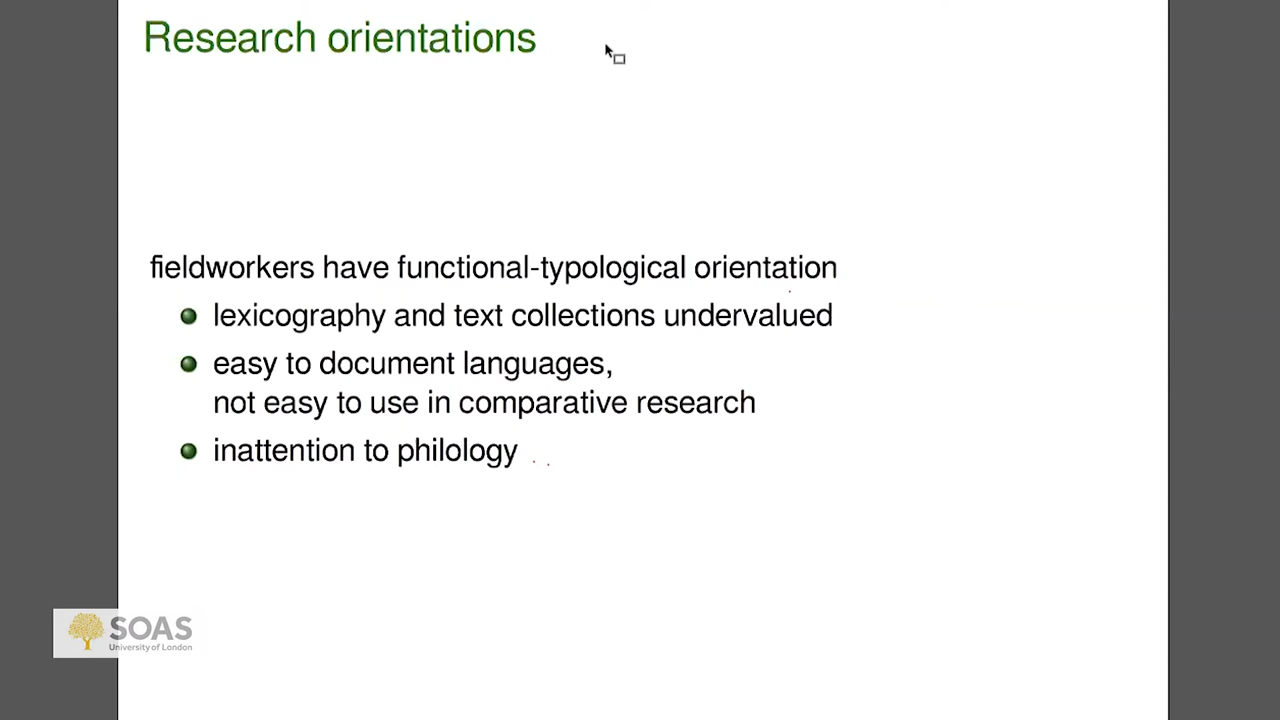 Research orientations
fieldworkers have functional-typological orientation
lexicography and text collections undervalued
easy to document languages,
not easy to use in comparative research
inattention to philology
SOAS
University of London